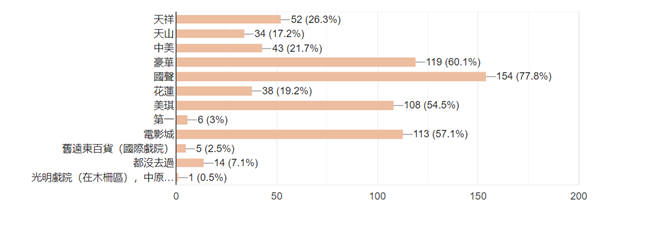 天祥 52 (26.3%)
天山 34 (17.2%)
中美 43 (21.7%)
豪華 119 (60.1%)
國聲 154 (77.8%)
花蓮 38 (19.2%)
美琪 108 (54.5%)
第一 6 (3%)
電影城 113 (57.1%)
舊遠東百貨（國際戲院） 5 (2.5%)
都沒去過 14 (7.1%)
光明戲院（在木柵區），中原... 1 (0.5%)
0 50 100 150 200